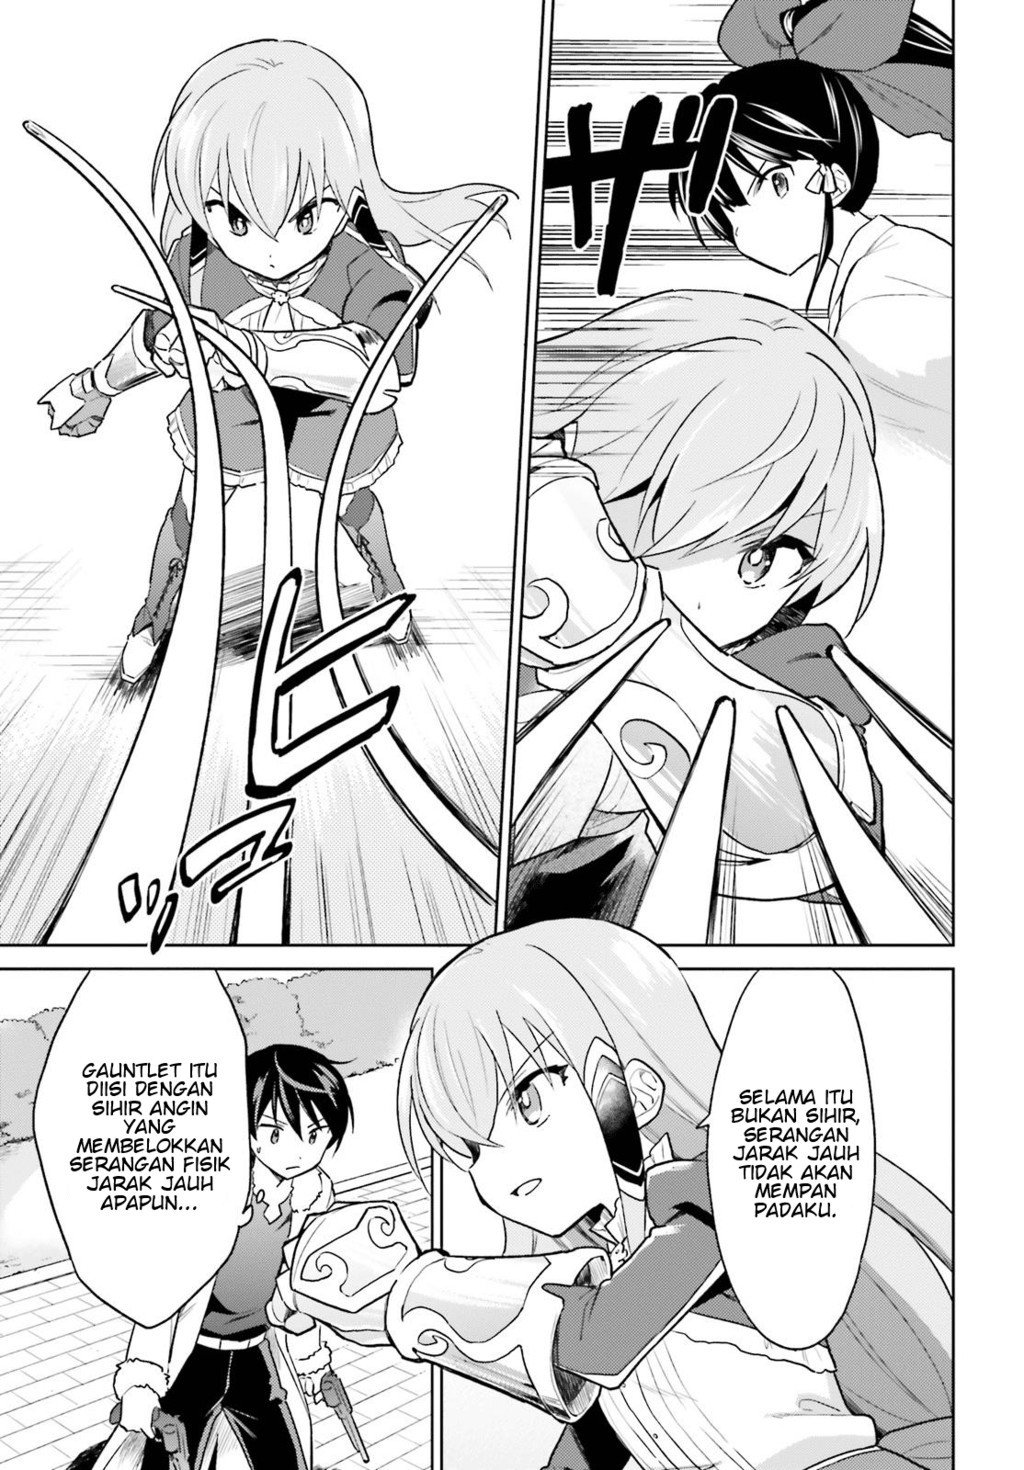 ザッ
ヒュッ
SELAMA ITU
BUKAN SIHIR,
SERANGAN
JARAK JAUH
TIDAK AKAN
MEMPAN
PADAKU.
GAUNTLET ITU
DIISI DENGAN
SIHIR ANGIN
YANG
MEMBELOKKAN
SERANGAN FISIK
JARAK JAUH
APAPUN...